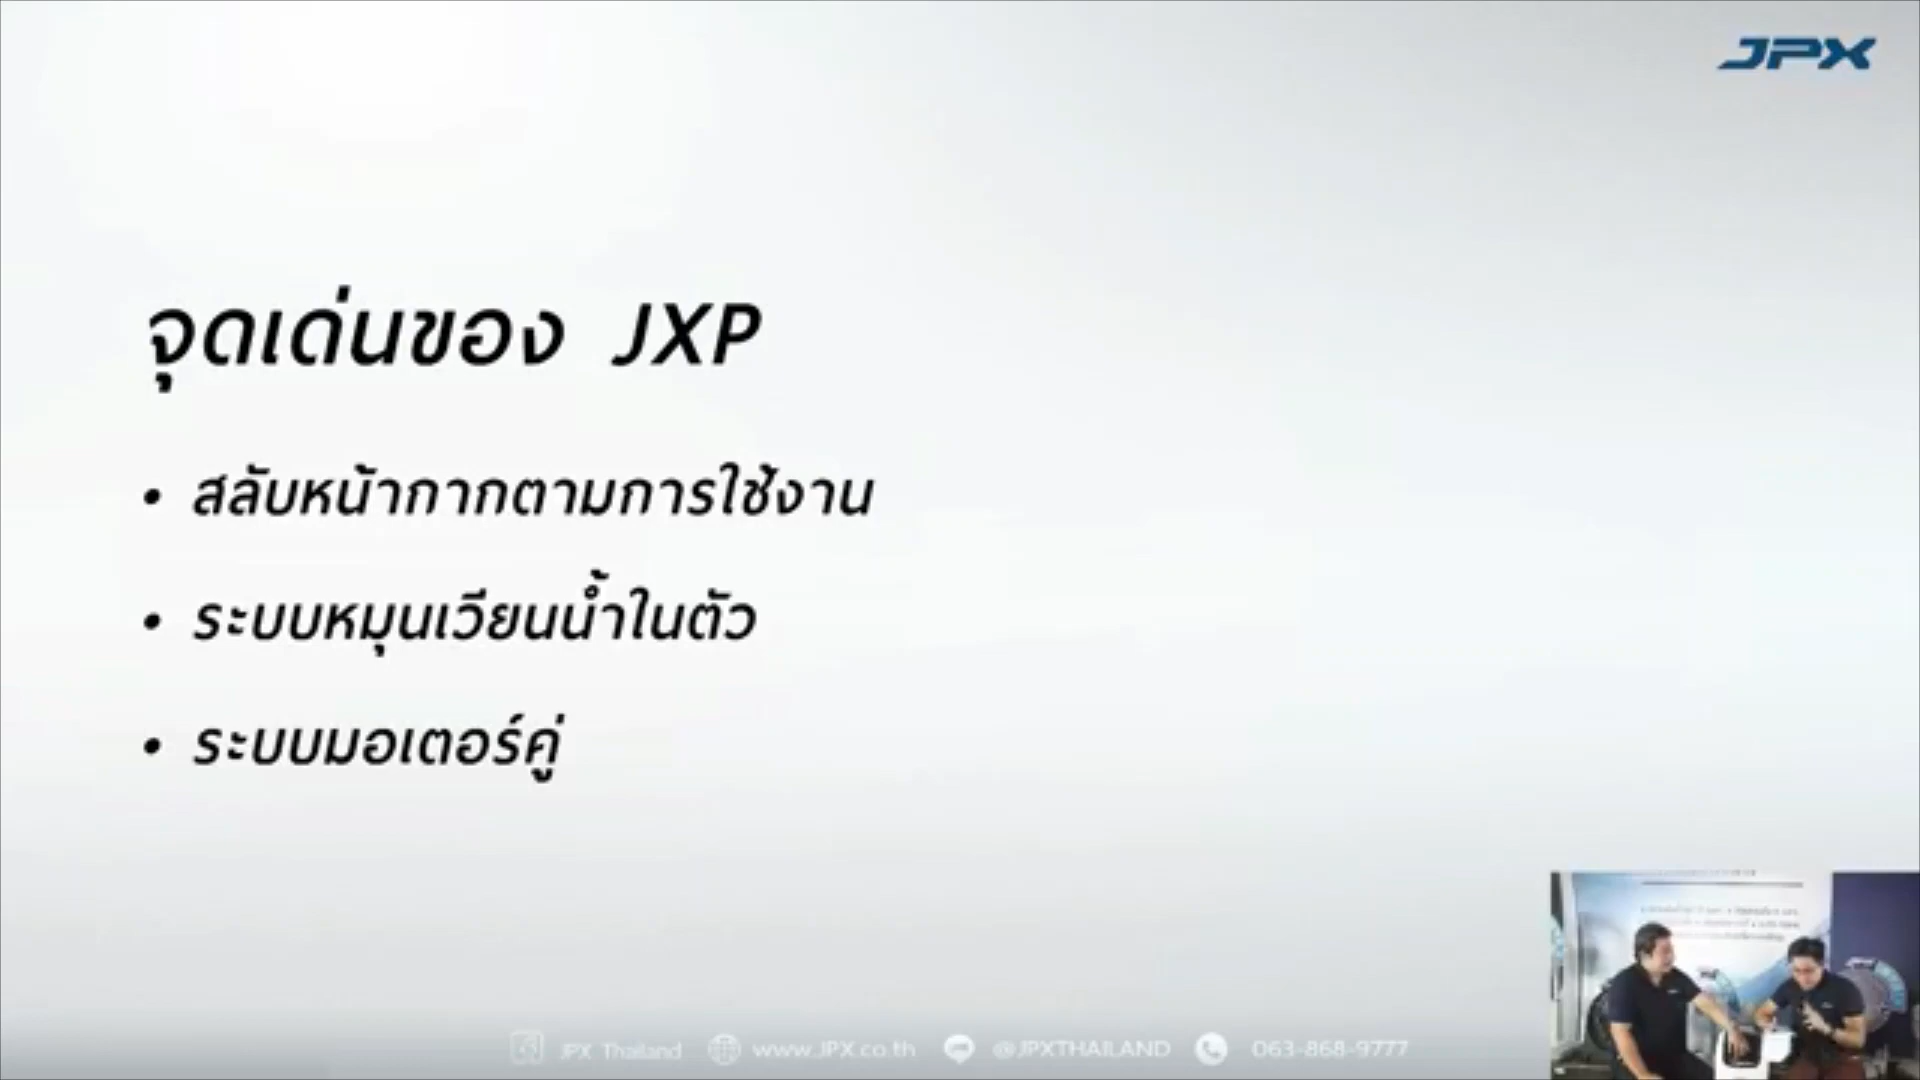 JPX
จุดเด่นของ JXP
• สลับหน้ากากตามการใช้งาน
• ระบบหมุนเวียนน้ำในตัว
• ระบบมอเตอร์คู่
JPX Thailand www.JPX.co.th @JPXTHAILAND 063-868-9777